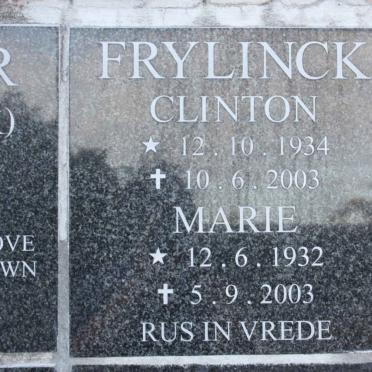 R
)
OVE
WN
FRYLINCK
CLINTON
★ 12.10.1934
✝ 10.6.2003
MARIE
★ 12.6.1932
✝ 5.9.2003
RUS IN VREDE